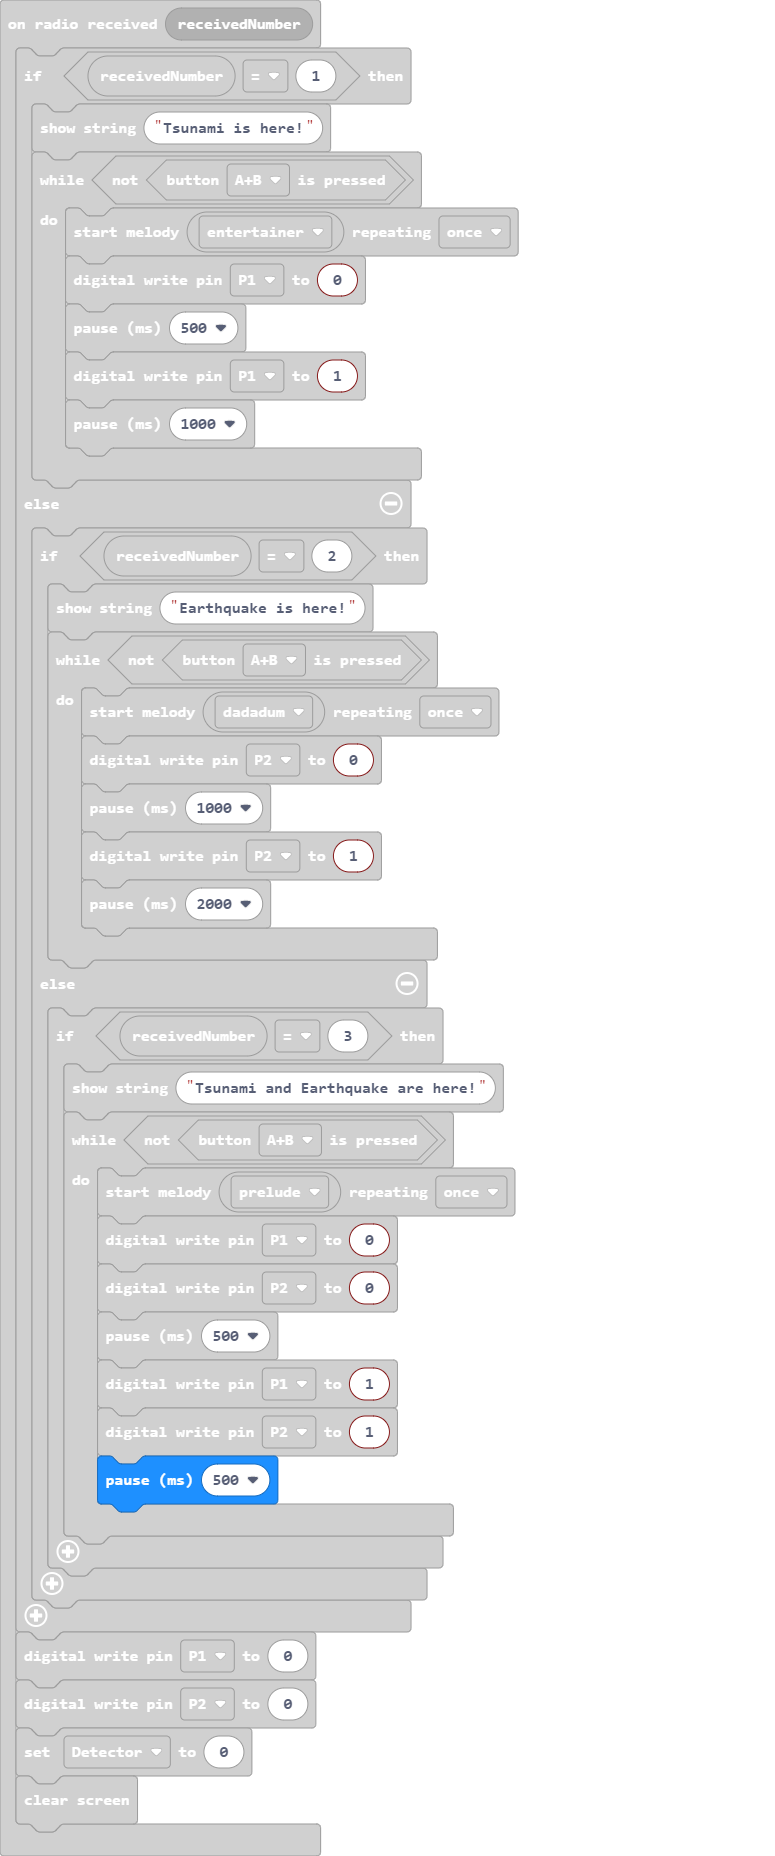 on radio received receivedNumber
if receivedNumber = 1 then
show string "Tsunami is here!"
while not button A+B is pressed
do
start melody entertainer repeating once
digital write pin P1 to 0
pause (ms) 500
digital write pin P1 to 1
pause (ms) 1000
else
if receivedNumber = 2 then
show string "Earthquake is here!"
while not button A+B is pressed
do
start melody dadadum repeating once
digital write pin P2 to 0
pause (ms) 1000
digital write pin P2 to 1
pause (ms) 2000
else
if receivedNumber = 3 then
show string "Tsunami and Earthquake are here!"
while not button A+B is pressed
do
start melody prelude repeating once
digital write pin P1 to 0
digital write pin P2 to 0
pause (ms) 500
digital write pin P1 to 1
digital write pin P2 to 1
pause (ms) 500
digital write pin P1 to 0
digital write pin P2 to 0
set Detector to 0
clear screen